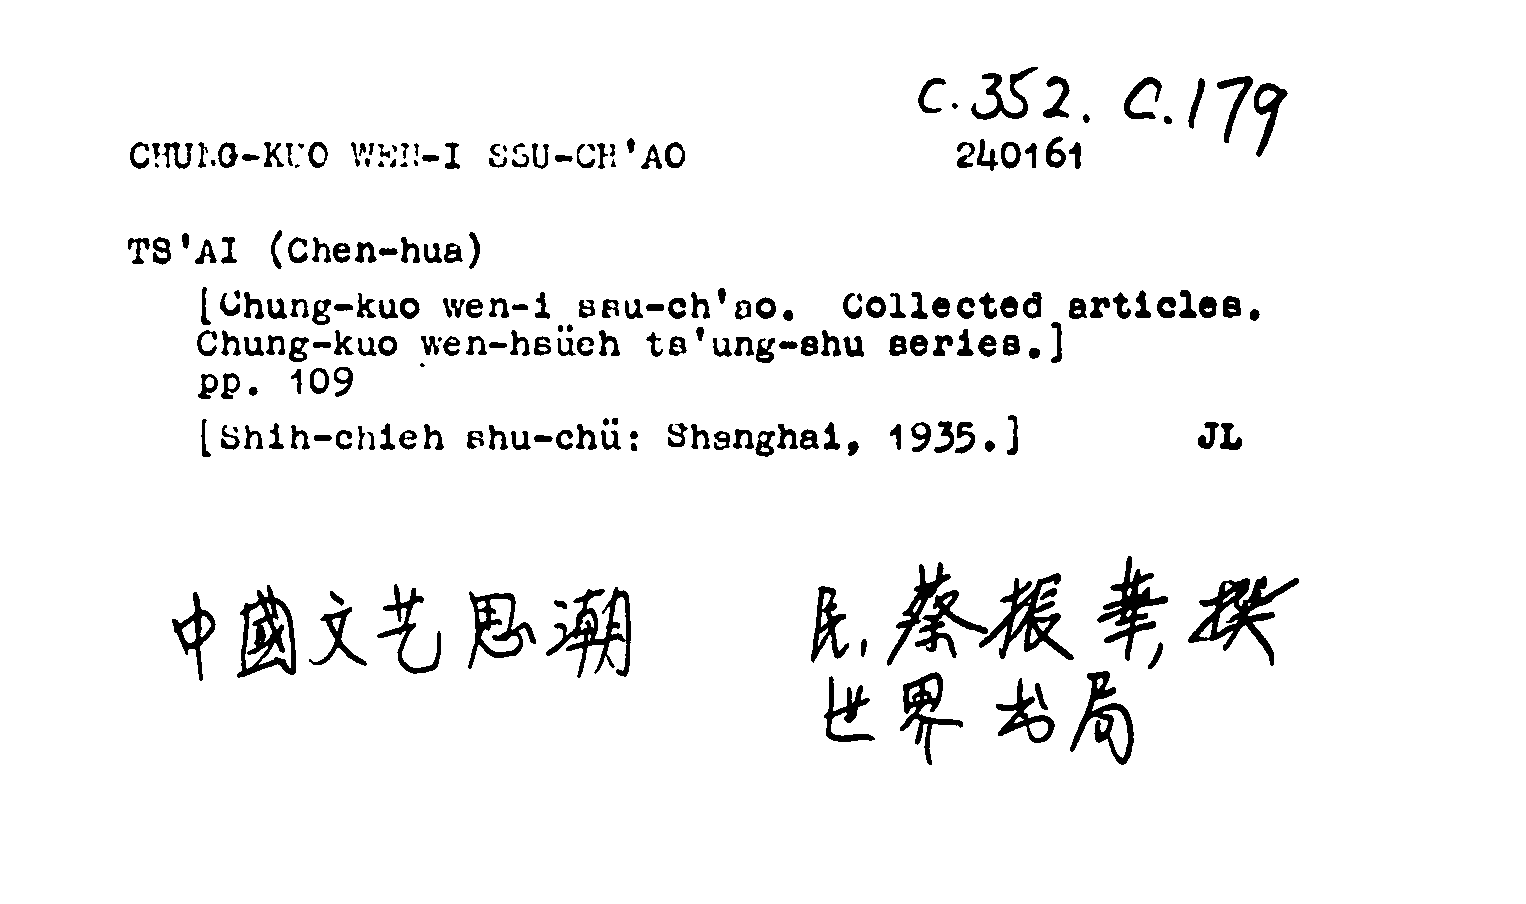 C.352. C.179
CHUNG-KUO WEN-I SSU-CH'AO 240161
TS'AI (Chen-hua)
[Chung-kuo wen-i ssu-ch'ao. Collected articles.
Chung-kuo wen-hsüeh ts'ung-shu series.]
pp. 109
[Shih-chieh shu-chü: Shanghai, 1935.] JL
中國文艺思潮 民,蔡振華,撰
世界书局